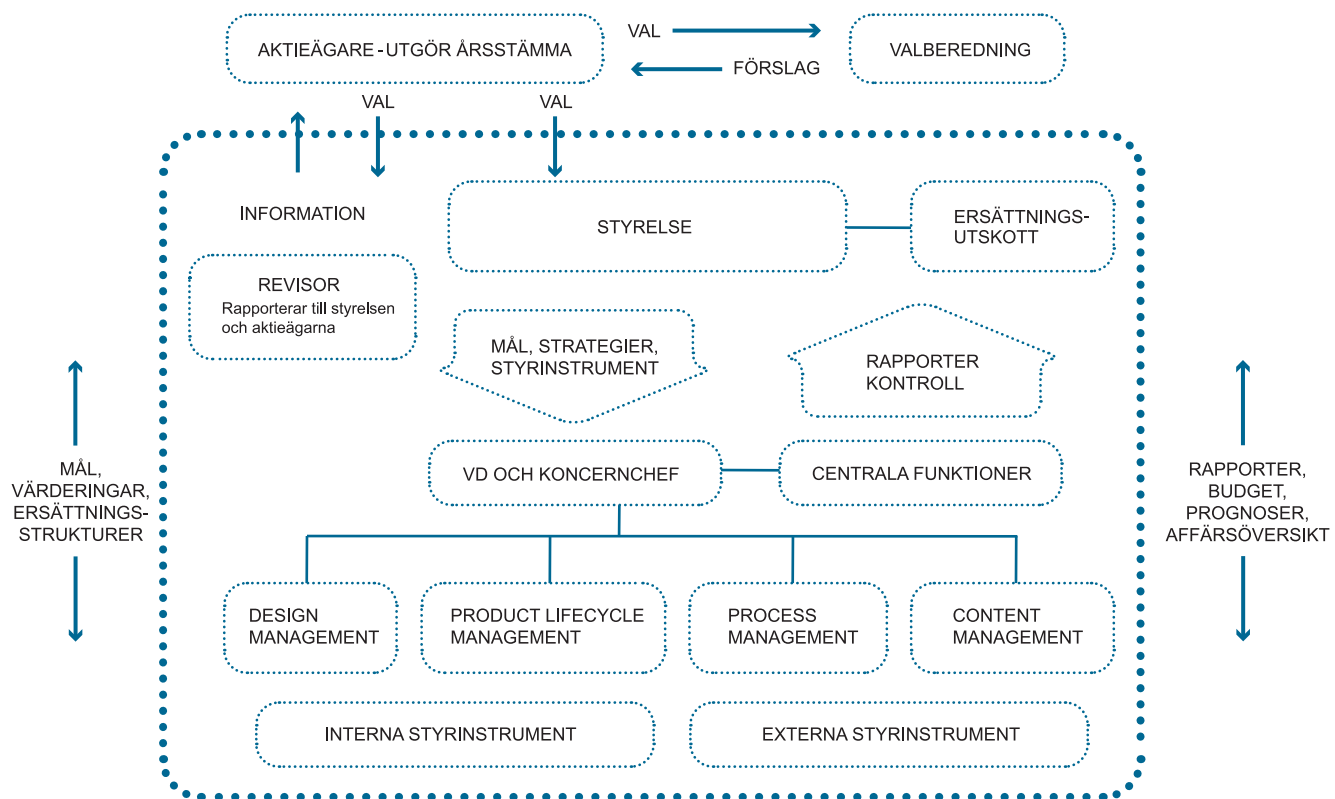 AKTIEÄGARE - UTGÖR ÅRSSTÄMMA
VAL
FÖRSLAG
VALBEREDNING
VAL
VAL
INFORMATION
STYRELSE
ERSÄTTNINGS-
UTSKOTT
REVISOR
Rapporterar till styrelsen
och aktieägarna
MÅL, STRATEGIER,
STYRINSTRUMENT
RAPPORTER
KONTROLL
MÅL,
VÄRDERINGAR,
ERSÄTTNINGS-
STRUKTURER
VD OCH KONCERNCHEF
CENTRALA FUNKTIONER
RAPPORTER,
BUDGET,
PROGNOSER,
AFFÄRSÖVERSIKT
DESIGN
MANAGEMENT
PRODUCT LIFECYCLE
MANAGEMENT
PROCESS
MANAGEMENT
CONTENT
MANAGEMENT
INTERNA STYRINSTRUMENT
EXTERNA STYRINSTRUMENT